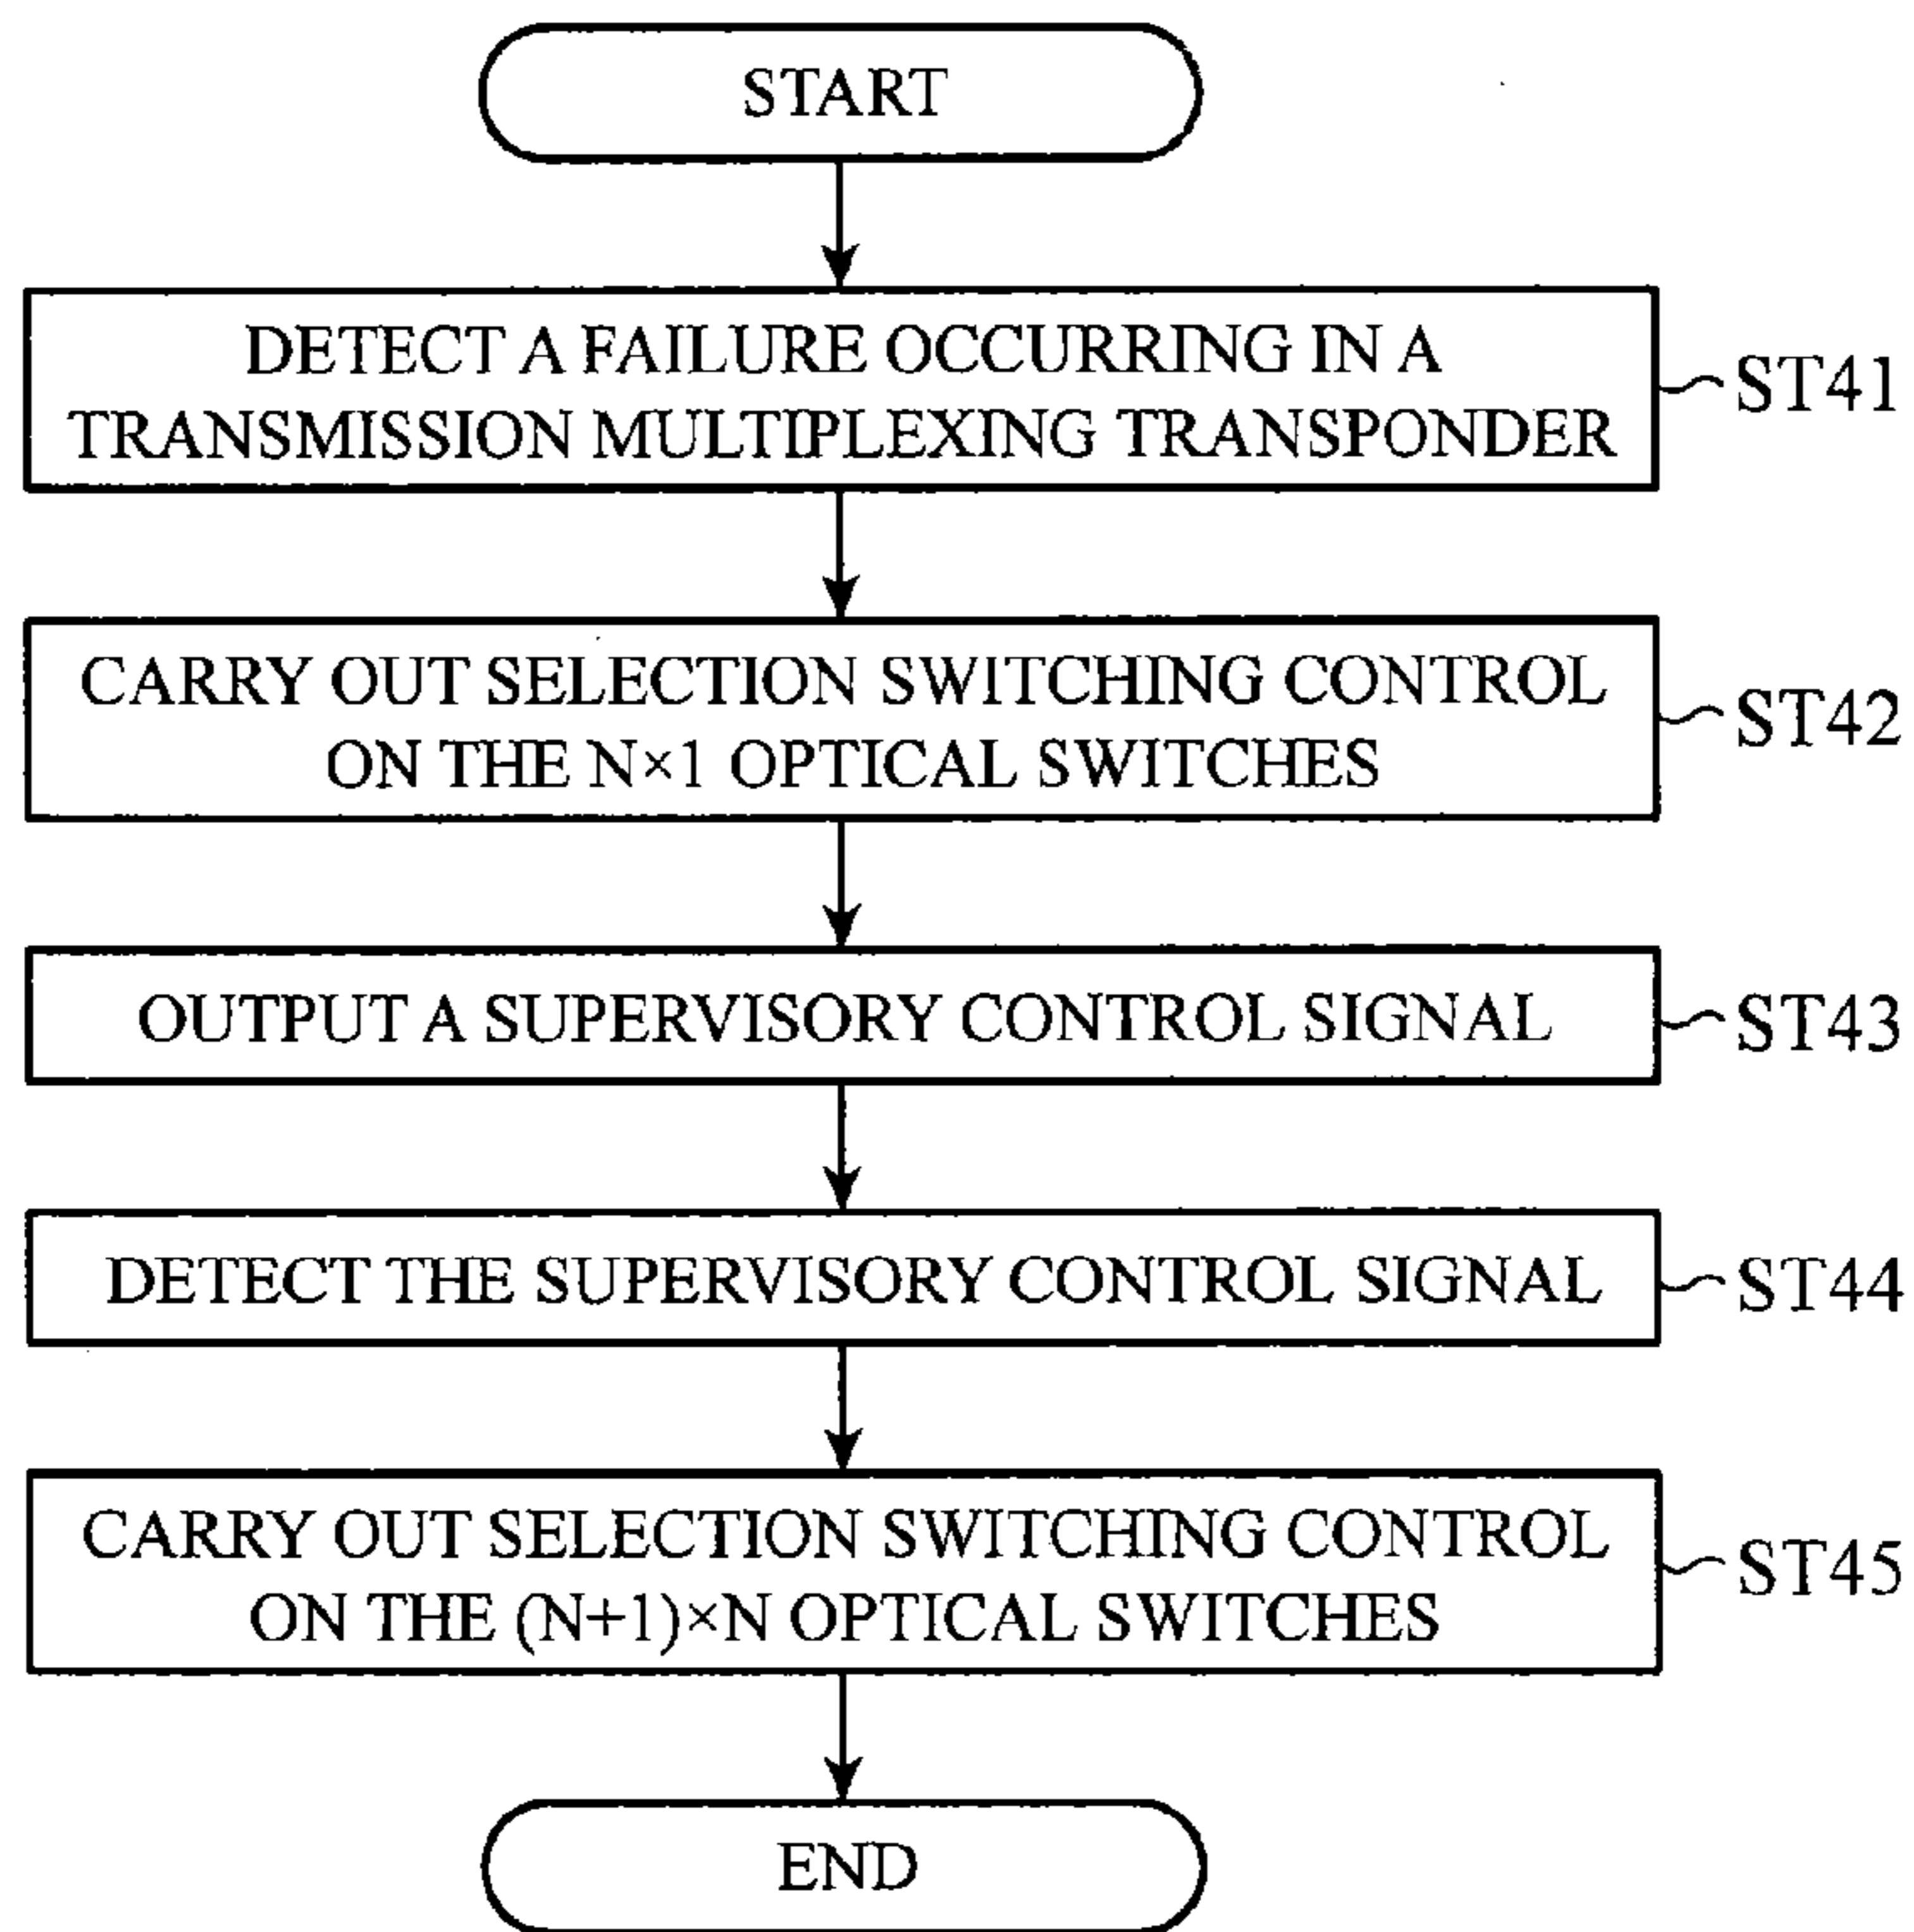 START
DETECT A FAILURE OCCURRING IN A
TRANSMISSION MULTIPLEXING TRANSPONDER
ST41
CARRY OUT SELECTION SWITCHING CONTROL
ON THE N×1 OPTICAL SWITCHES
ST42
OUTPUT A SUPERVISORY CONTROL SIGNAL
ST43
DETECT THE SUPERVISORY CONTROL SIGNAL
ST44
CARRY OUT SELECTION SWITCHING CONTROL
ON THE (N+1)×N OPTICAL SWITCHES
ST45
END